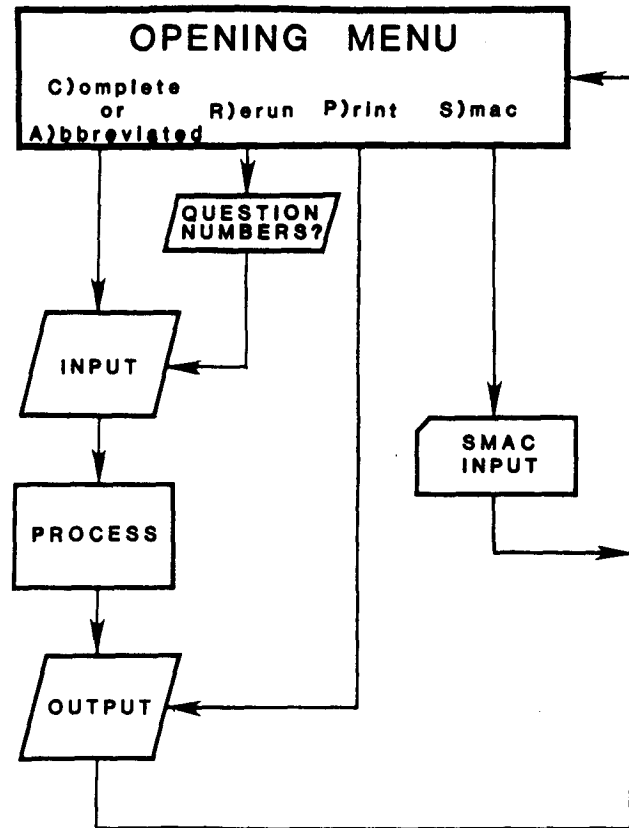 OPENING MENU
C)omplete
or
A)bbreviated
R)erun
P)rint
S)mac
QUESTION
NUMBERS?
INPUT
SMAC
INPUT
PROCESS
OUTPUT